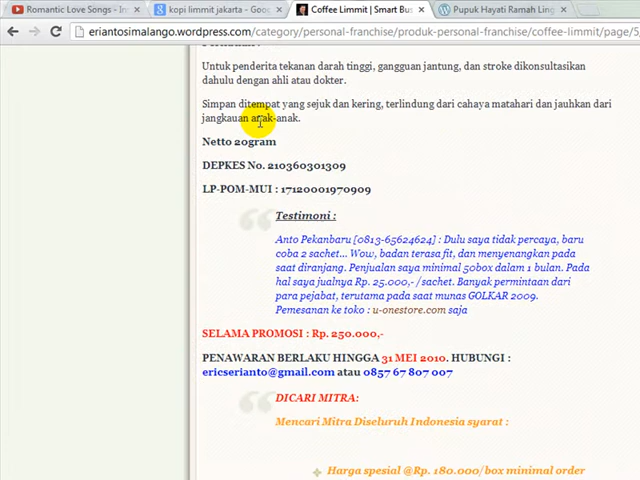 Romantic Love Songs - In
kopi limmit jakarta - Goo
Coffee Limmit | Smart Bus
Pupuk Hayati Ramah Ling
eriantosimalango.wordpress.com/category/personal-franchise/produk-personal-franchise/coffee-limmit/page/5
Untuk penderita tekanan darah tinggi, gangguan jantung, dan stroke dikonsultasikan
dahulu dengan ahli atau dokter.
Simpan ditempat yang sejuk dan kering, terlindung dari cahaya matahari dan jauhkan dari
jangkauan anak-anak.
Netto 20gram
DEPKES No. 210360301309
LP-POM-MUI : 17120001970909
Testimoni :
Anto Pekanbaru [0813-65624624] : Dulu saya tidak percaya, baru
coba 2 sachet... Wow, badan terasa fit, dan menyenangkan pada
saat diranjang. Penjualan saya minimal 50box dalam 1 bulan. Pada
hal saya jualnya Rp. 25.000,- /sachet. Banyak permintaan dari
para pejabat, terutama pada saat munas GOLKAR 2009.
Pemesanan ke toko : u-onestore.com saja
SELAMA PROMOSI : Rp. 250.000,-
PENAWARAN BERLAKU HINGGA 31 MEI 2010. HUBUNGI :
ericserianto@gmail.com atau 0857 67 807 007
DICARI MITRA:
Mencari Mitra Diseluruh Indonesia syarat :
Harga spesial @Rp. 180.000/box minimal order